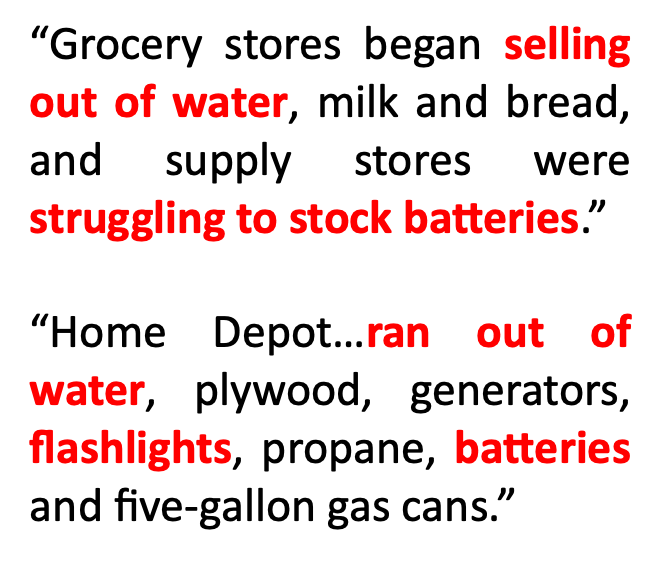 “Grocery stores began selling
out of water, milk and bread,
and supply stores were
struggling to stock batteries.”
“Home Depot…ran out of
water, plywood, generators,
flashlights, propane, batteries
and five-gallon gas cans.”